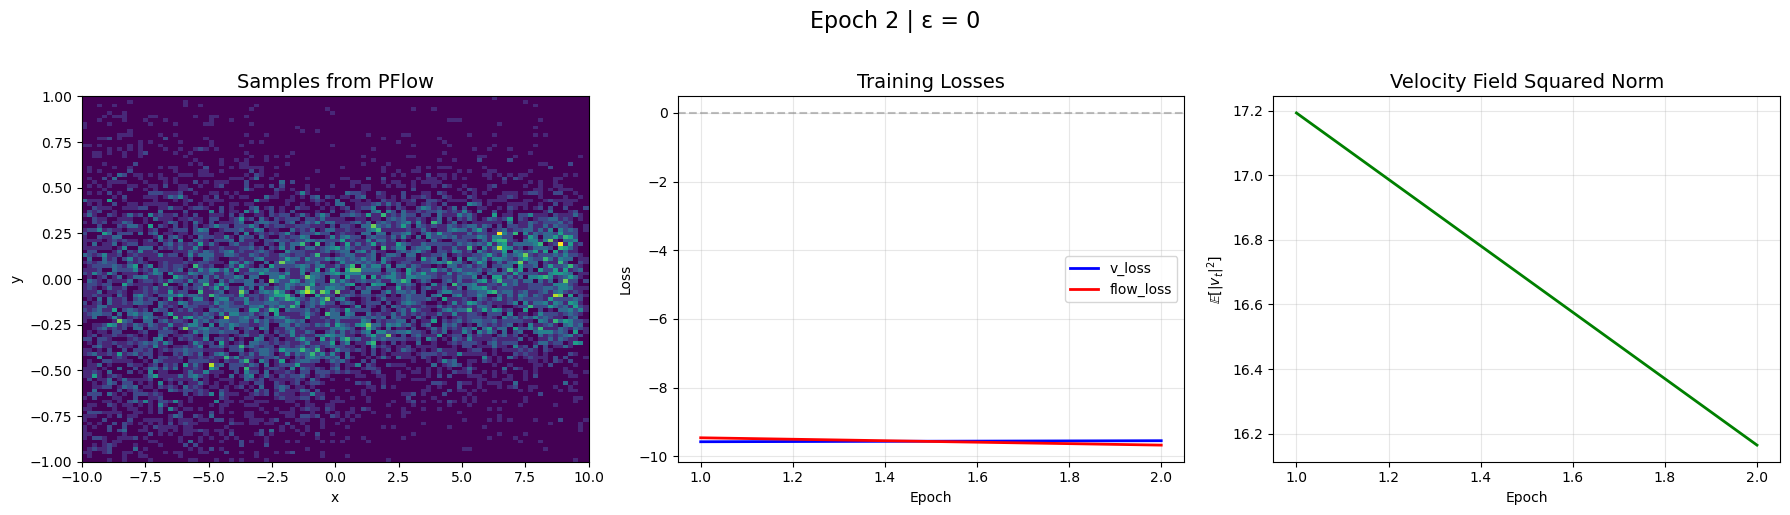 Epoch 2 | ε = 0
Samples from PFlow
1.00
0.75
0.50
0.25
0.00
−0.25
−0.50
−0.75
−1.00
y
−10.0 −7.5 −5.0 −2.5 0.0 2.5 5.0 7.5 10.0
x
Training Losses
0
−2
−4
−6
−8
−10
Loss
v_loss
flow_loss
1.0 1.2 1.4 1.6 1.8 2.0
Epoch
Velocity Field Squared Norm
17.2
17.0
16.8
16.6
16.4
16.2
𝔼[|v_t|²]
1.0 1.2 1.4 1.6 1.8 2.0
Epoch